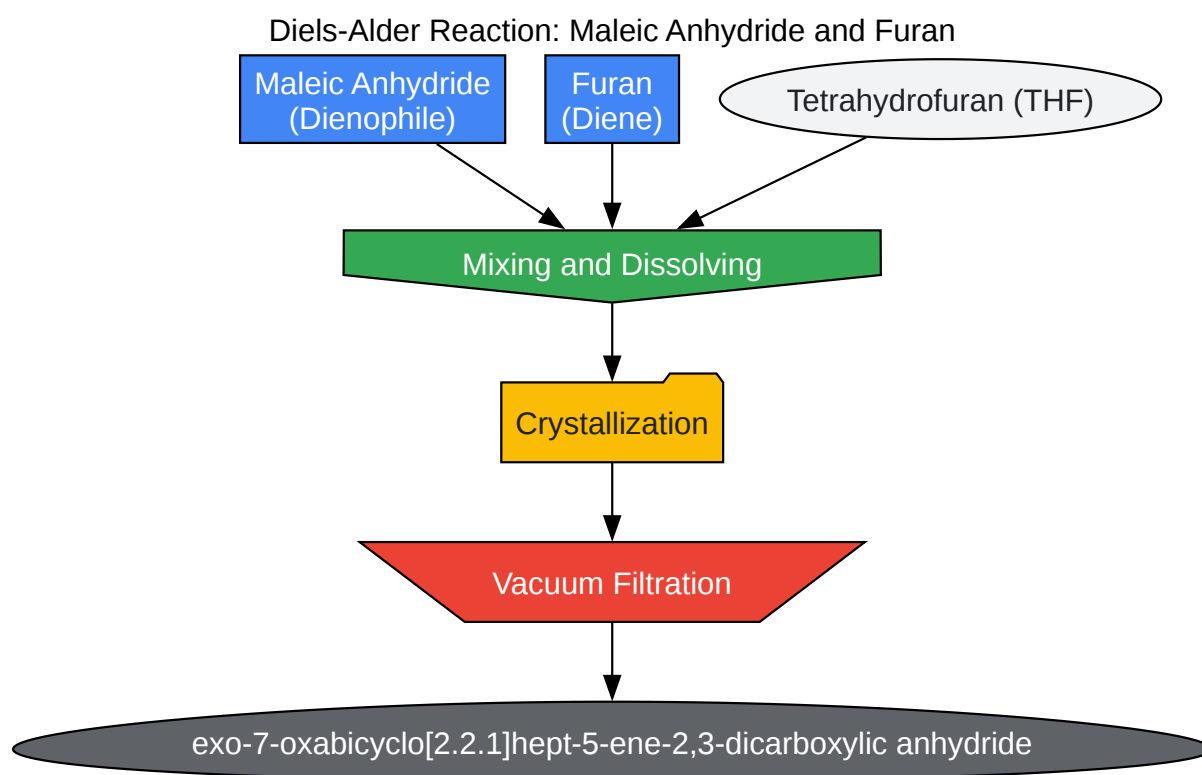 Diels-Alder Reaction: Maleic Anhydride and Furan
Maleic Anhydride
(Dienophile)
Furan
(Diene)
Tetrahydrofuran (THF)
Mixing and Dissolving
Crystallization
Vacuum Filtration
exo-7-oxabicyclo[2.2.1]hept-5-ene-2,3-dicarboxylic anhydride